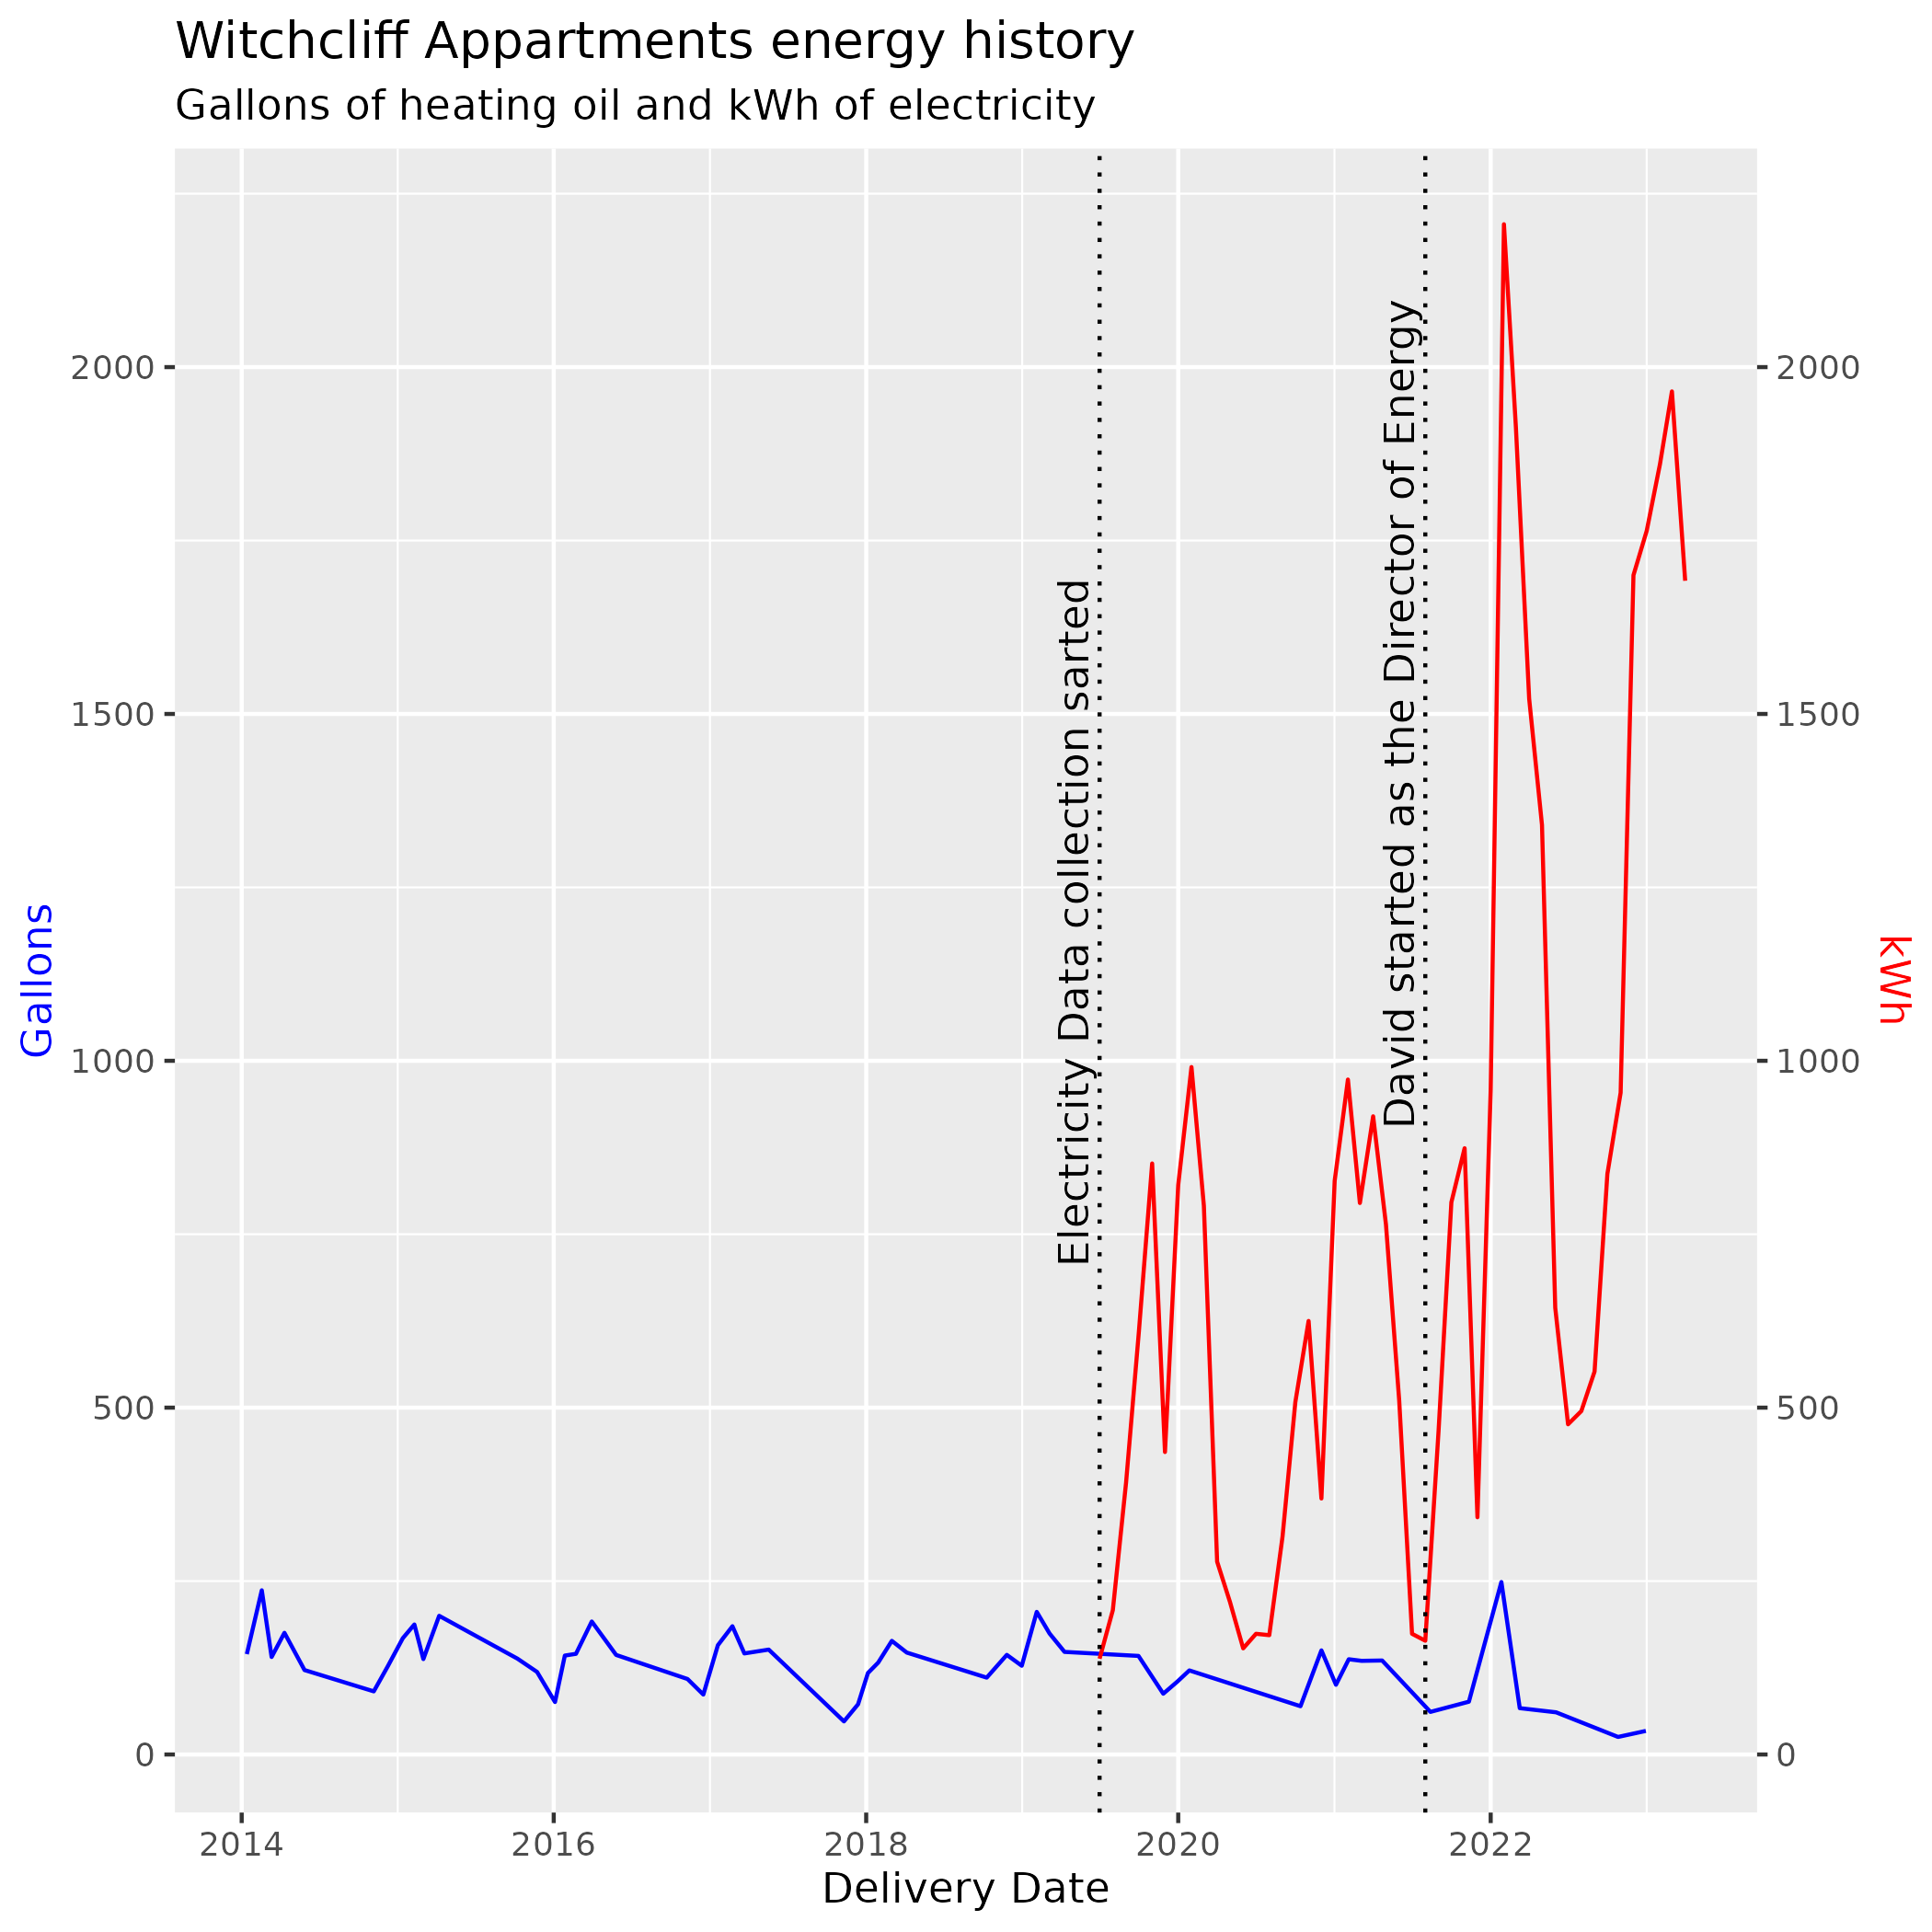 Witchcliff Appartments energy history
Gallons of heating oil and kWh of electricity
2000
1500
1000
500
0
Gallons
Electricity Data collection sarted
David started as the Director of Energy
2000
1500
1000
500
0
kWh
2014
2016
2018
2020
2022
Delivery Date